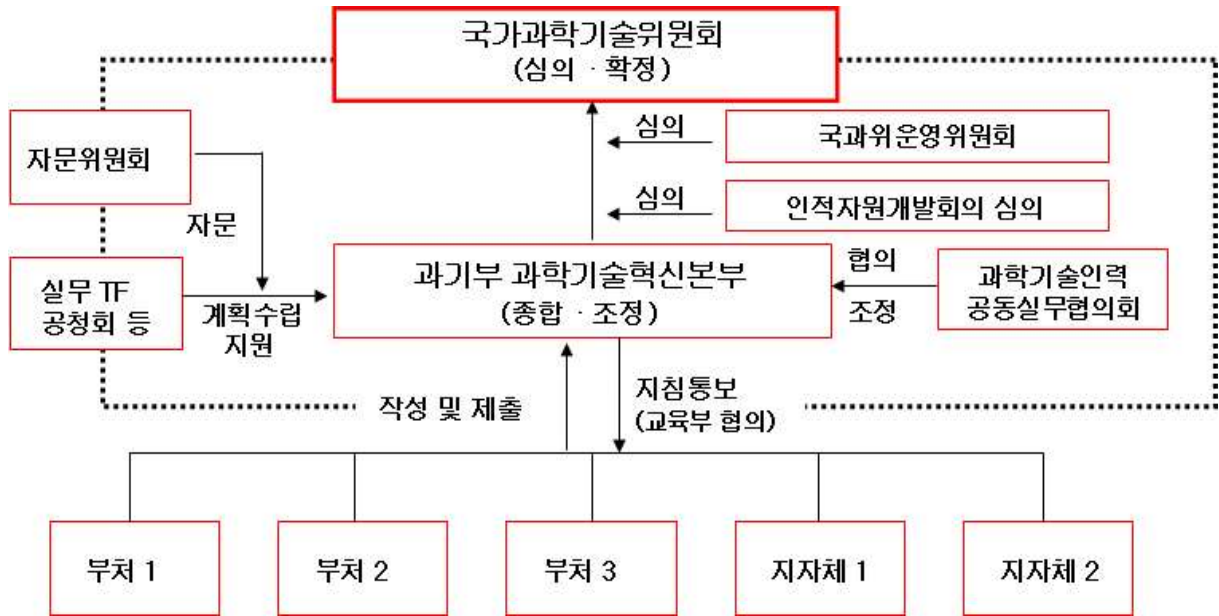 국가과학기술위원회
(심의 · 확정)
자문위원회
심의
국과위운영위원회
심의
인적자원개발회의 심의
자문
실무 TF
공청회 등
계획수립
지원
과기부 과학기술혁신본부
(종합 · 조정)
협의
조정
과학기술인력
공동실무협의회
작성 및 제출
지침통보
(교육부 협의)
부처 1
부처 2
부처 3
지자체 1
지자체 2